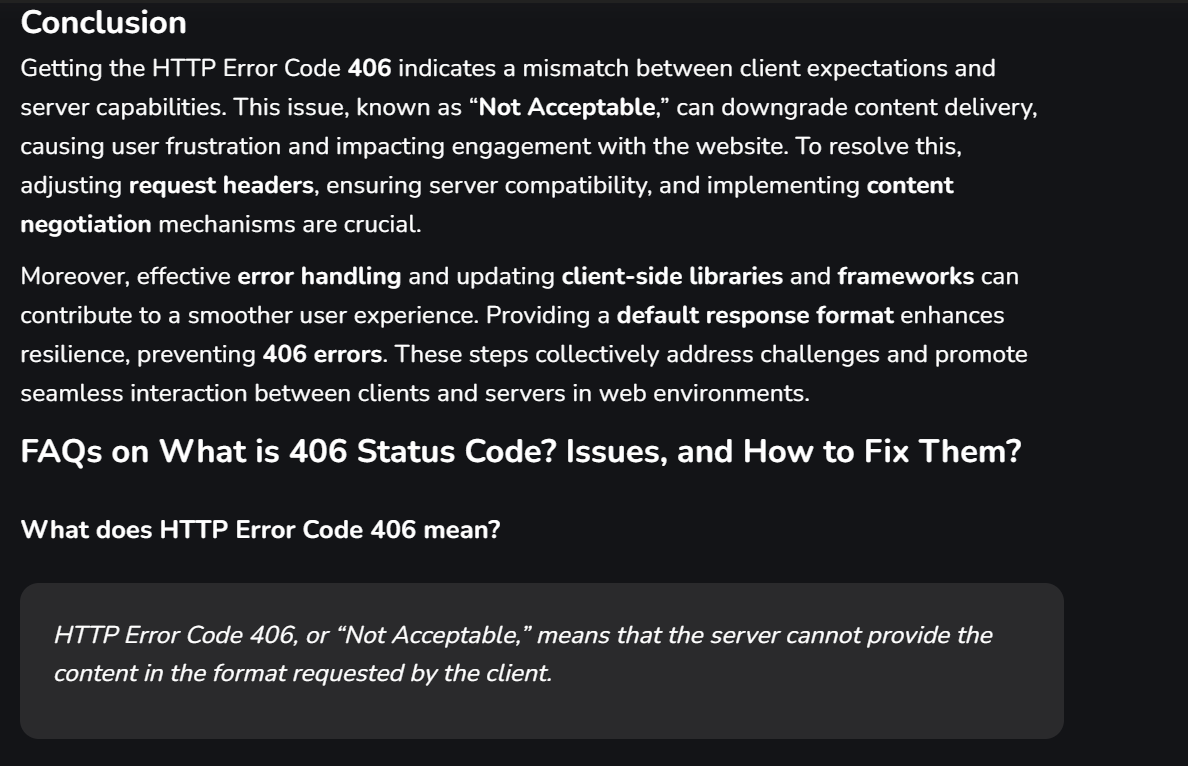 Conclusion
Getting the HTTP Error Code 406 indicates a mismatch between client expectations and
server capabilities. This issue, known as “Not Acceptable,” can downgrade content delivery,
causing user frustration and impacting engagement with the website. To resolve this,
adjusting request headers, ensuring server compatibility, and implementing content
negotiation mechanisms are crucial.
Moreover, effective error handling and updating client-side libraries and frameworks can
contribute to a smoother user experience. Providing a default response format enhances
resilience, preventing 406 errors. These steps collectively address challenges and promote
seamless interaction between clients and servers in web environments.
FAQs on What is 406 Status Code? Issues, and How to Fix Them?
What does HTTP Error Code 406 mean?
HTTP Error Code 406, or “Not Acceptable,” means that the server cannot provide the
content in the format requested by the client.